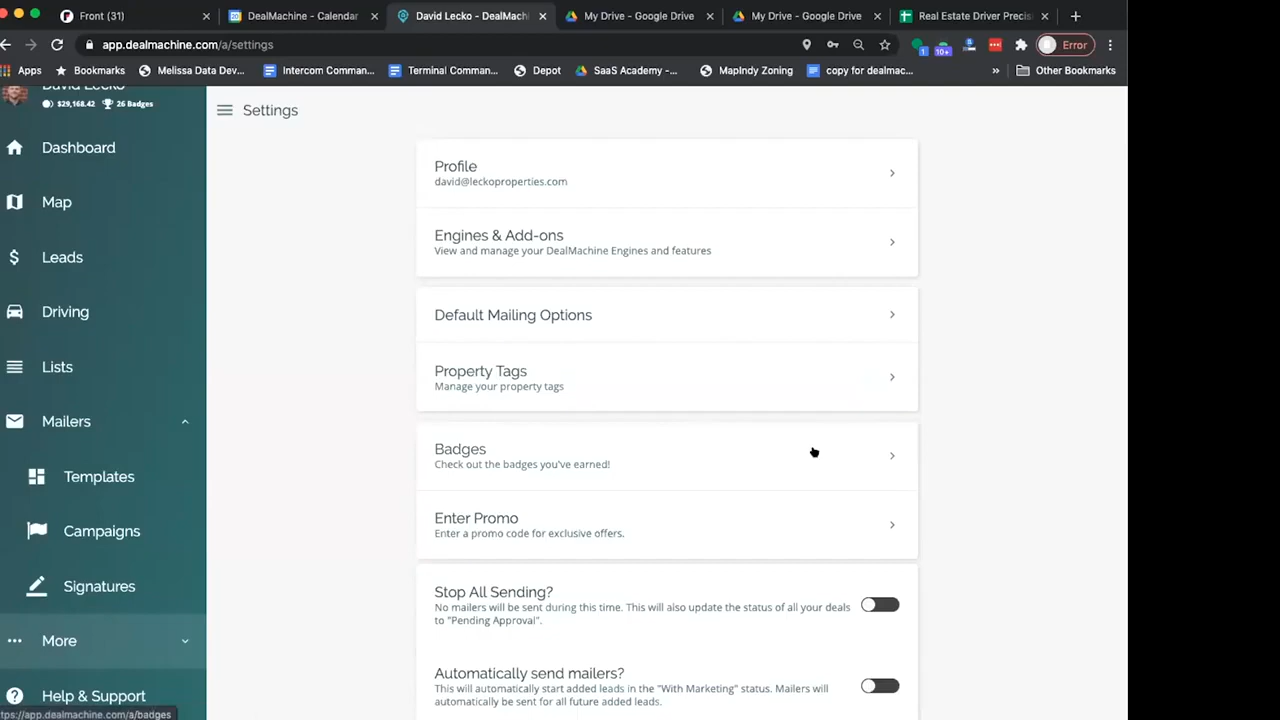 Front (31)
DealMachine - Calendar
David Lecko - DealMachi
My Drive - Google Drive
My Drive - Google Drive
Real Estate Driver Precis
app.dealmachine.com/a/settings
1
10+
Error
Apps
Bookmarks
Melissa Data Dev...
Intercom Comman...
Terminal Comman...
Depot
SaaS Academy -...
MapIndy Zoning
copy for dealmac...
»
Other Bookmarks
David Lecko
$29,168.42
26 Badges
Dashboard
Map
Leads
Driving
Lists
Mailers
Templates
Campaigns
Signatures
More
Help & Support
tps://app.dealmachine.com/a/badges
Settings
Profile
david@leckoproperties.com
Engines & Add-ons
View and manage your DealMachine Engines and features
Default Mailing Options
Property Tags
Manage your property tags
Badges
Check out the badges you've earned!
Enter Promo
Enter a promo code for exclusive offers.
Stop All Sending?
No mailers will be sent during this time. This will also update the status of all your deals
to "Pending Approval".
Automatically send mailers?
This will automatically start added leads in the "With Marketing" status. Mailers will
automatically be sent for all future added leads.